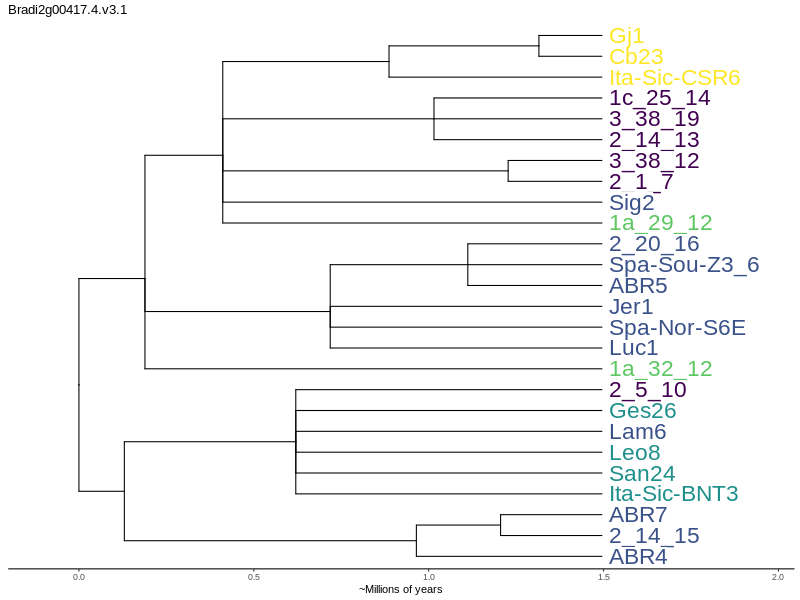 Bradi2g00417.4.v3.1
Gj1
Cb23
Ita-Sic-CSR6
1c_25_14
3_38_19
2_14_13
3_38_12
2_1_7
Sig2
1a_29_12
2_20_16
Spa-Sou-Z3_6
ABR5
Jer1
Spa-Nor-S6E
Luc1
1a_32_12
2_5_10
Ges26
Lam6
Leo8
San24
Ita-Sic-BNT3
ABR7
2_14_15
ABR4
0.0 0.5 1.0 1.5 2.0
~Millions of years